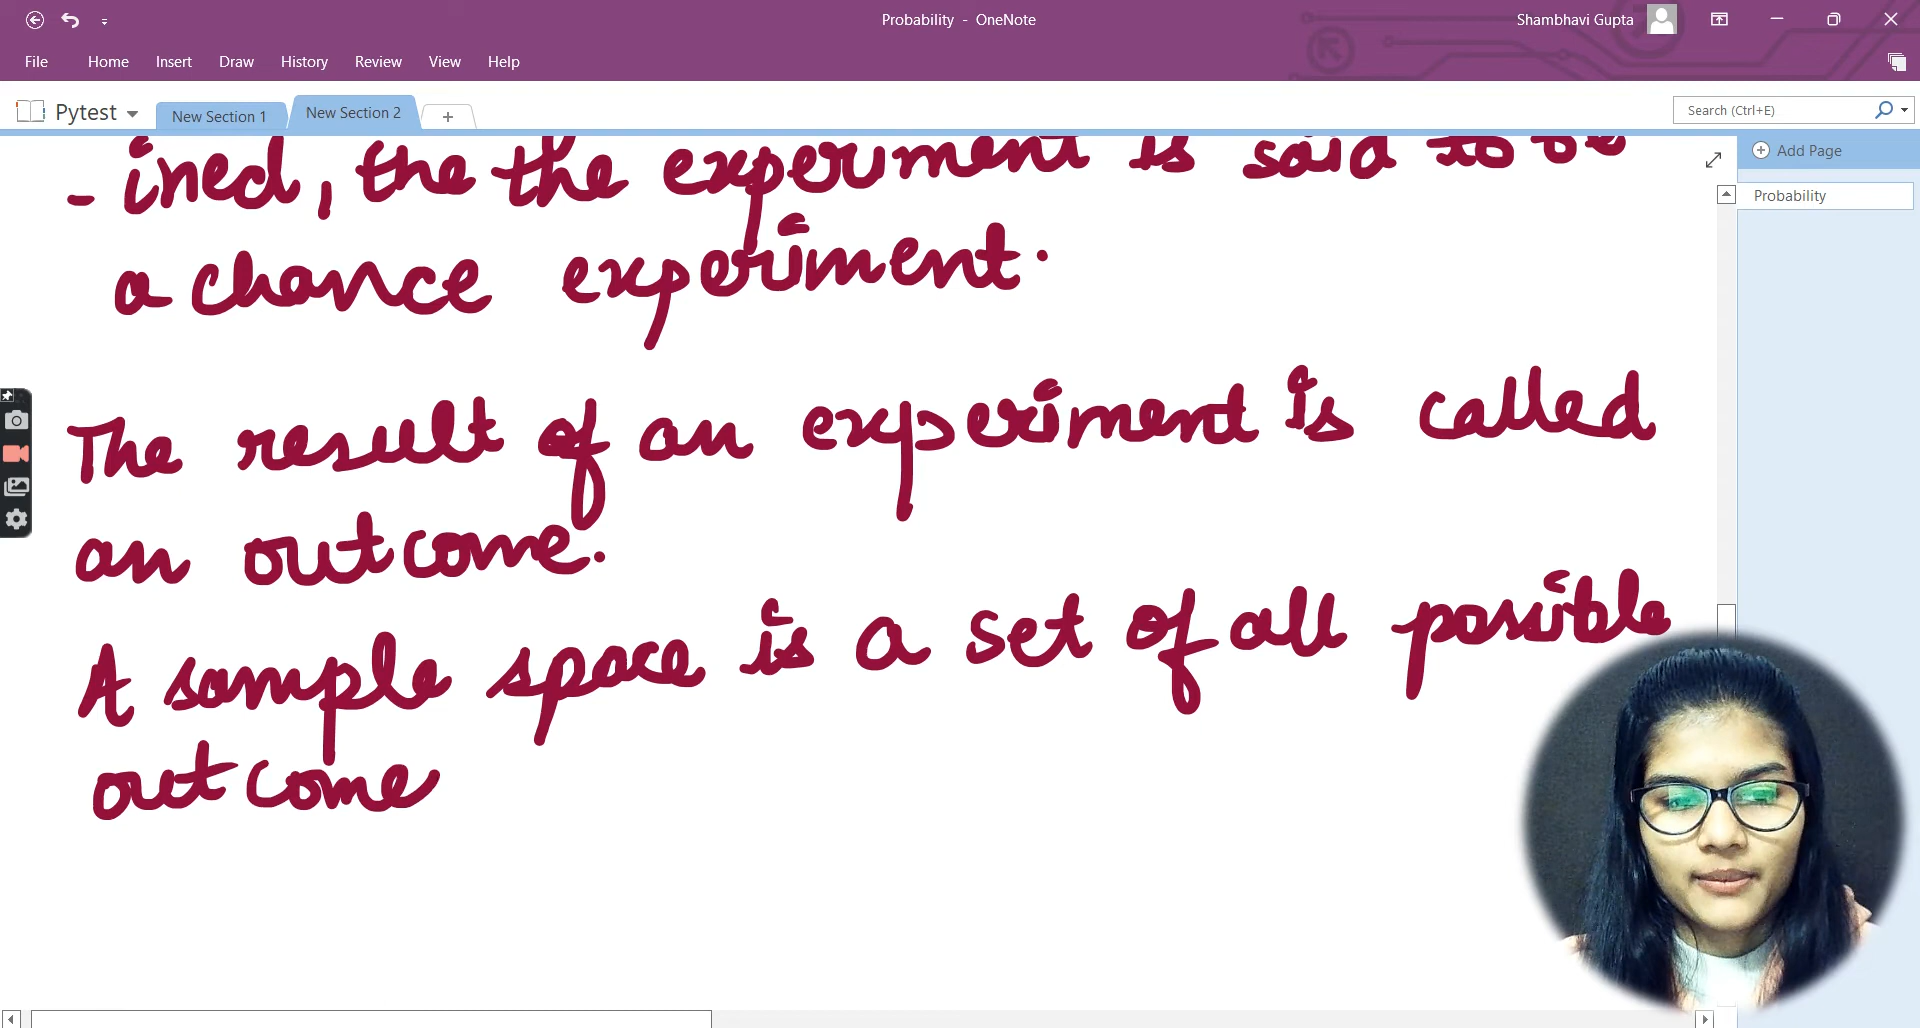 Probability - OneNote
Shambhavi Gupta
File Home Insert Draw History Review View Help
Pytest New Section 1 New Section 2 +
Search (Ctrl+E)
Add Page
Probability
- ined, the the experiment is said to be
a chance experiment.
The result of an experiment is called
an outcome.
A sample space is a set of all possible
outcome